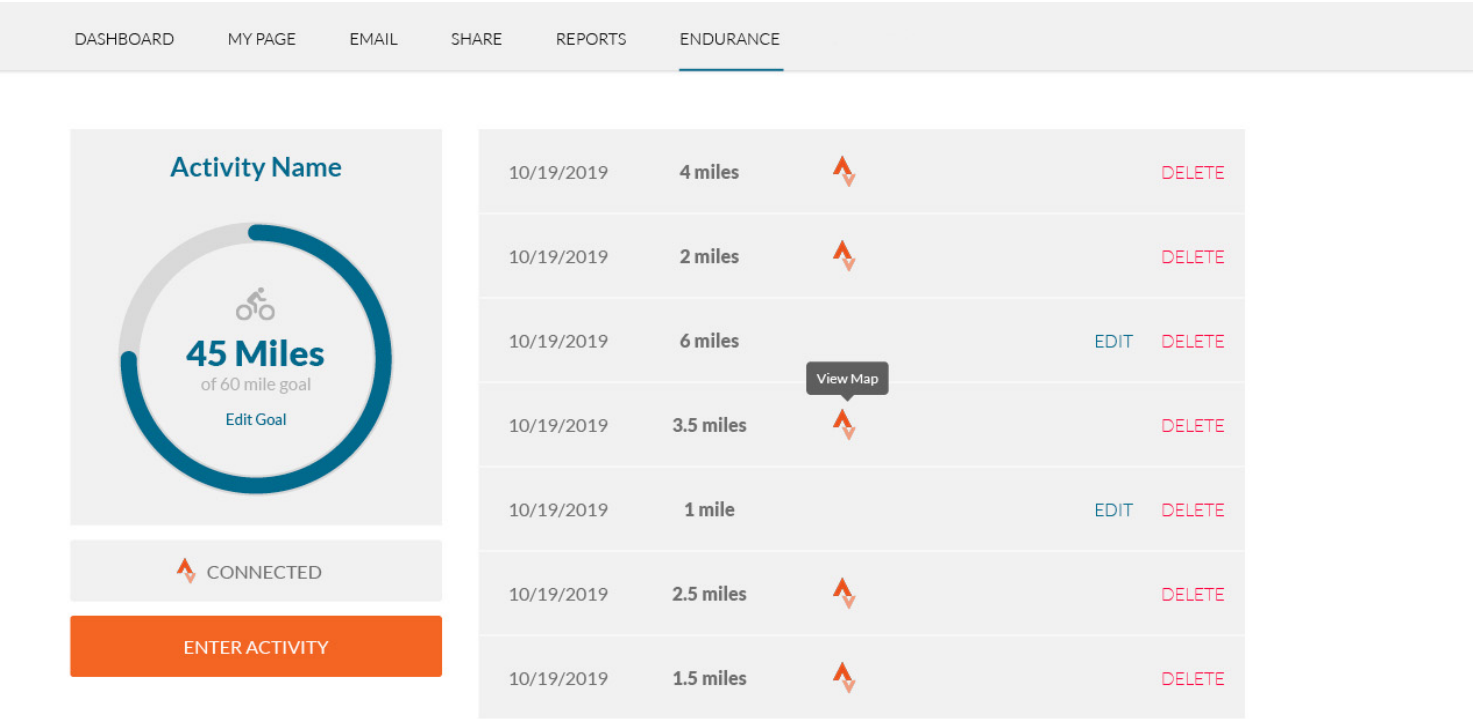 DASHBOARD MY PAGE EMAIL SHARE REPORTS ENDURANCE
Activity Name
45 Miles
of 60 mile goal
Edit Goal
CONNECTED
ENTER ACTIVITY
10/19/2019 4 miles DELETE
10/19/2019 2 miles DELETE
10/19/2019 6 miles EDIT DELETE
View Map
10/19/2019 3.5 miles DELETE
10/19/2019 1 mile EDIT DELETE
10/19/2019 2.5 miles DELETE
10/19/2019 1.5 miles DELETE